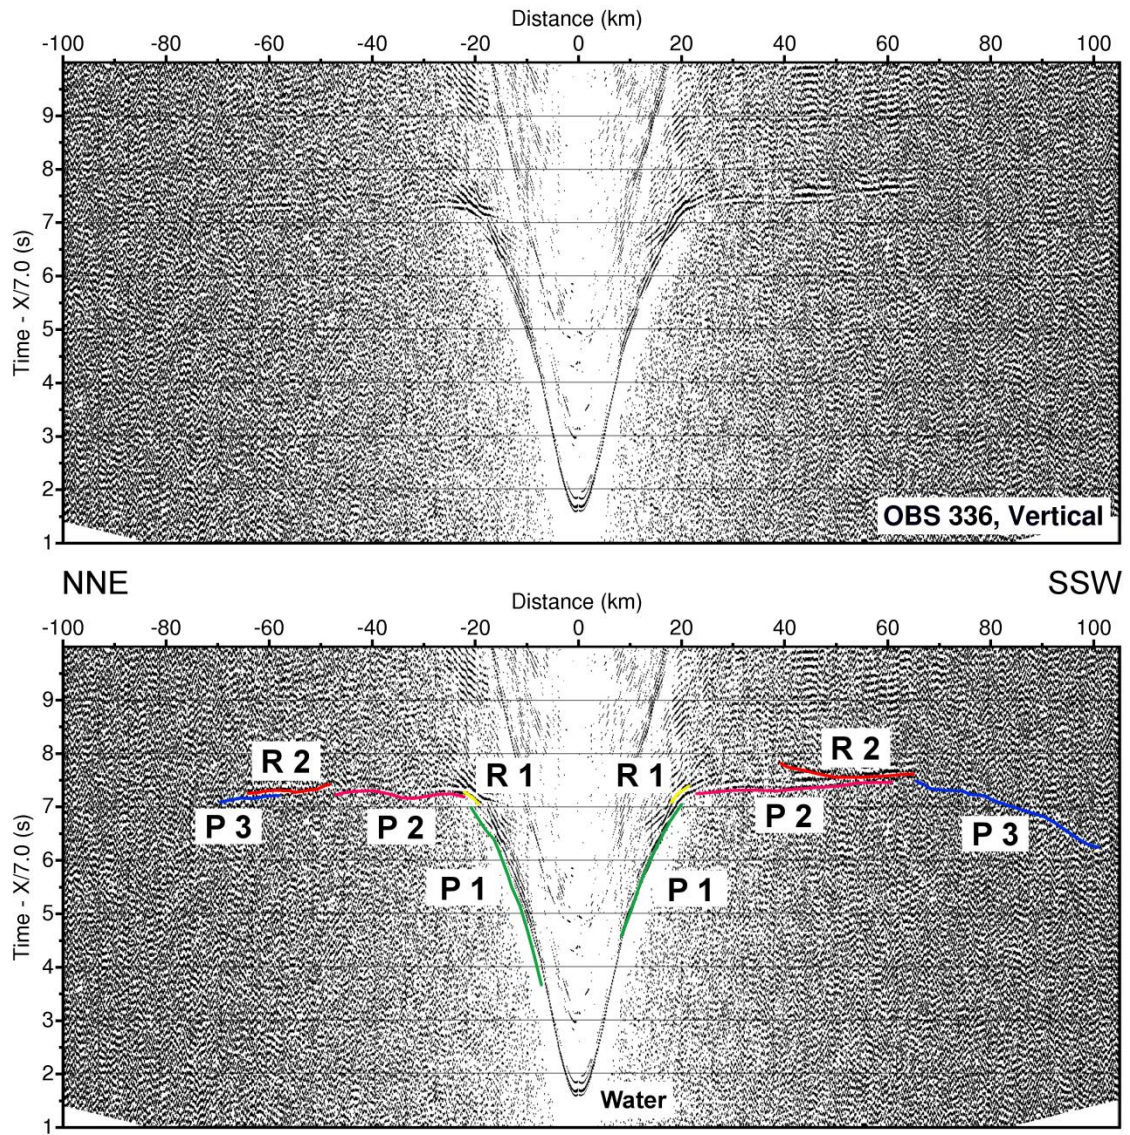 Distance (km)
-100 -80 -60 -40 -20 0 20 40 60 80 100
Time - X/7.0 (s)
9
8
7
6
5
4
3
2
1
OBS 336, Vertical
NNE SSW
Distance (km)
-100 -80 -60 -40 -20 0 20 40 60 80 100
Time - X/7.0 (s)
9
8
7
6
5
4
3
2
1
R 2 R 1 R 1 R 2
P 3 P 2 P 2 P 3
P 1 P 1
Water